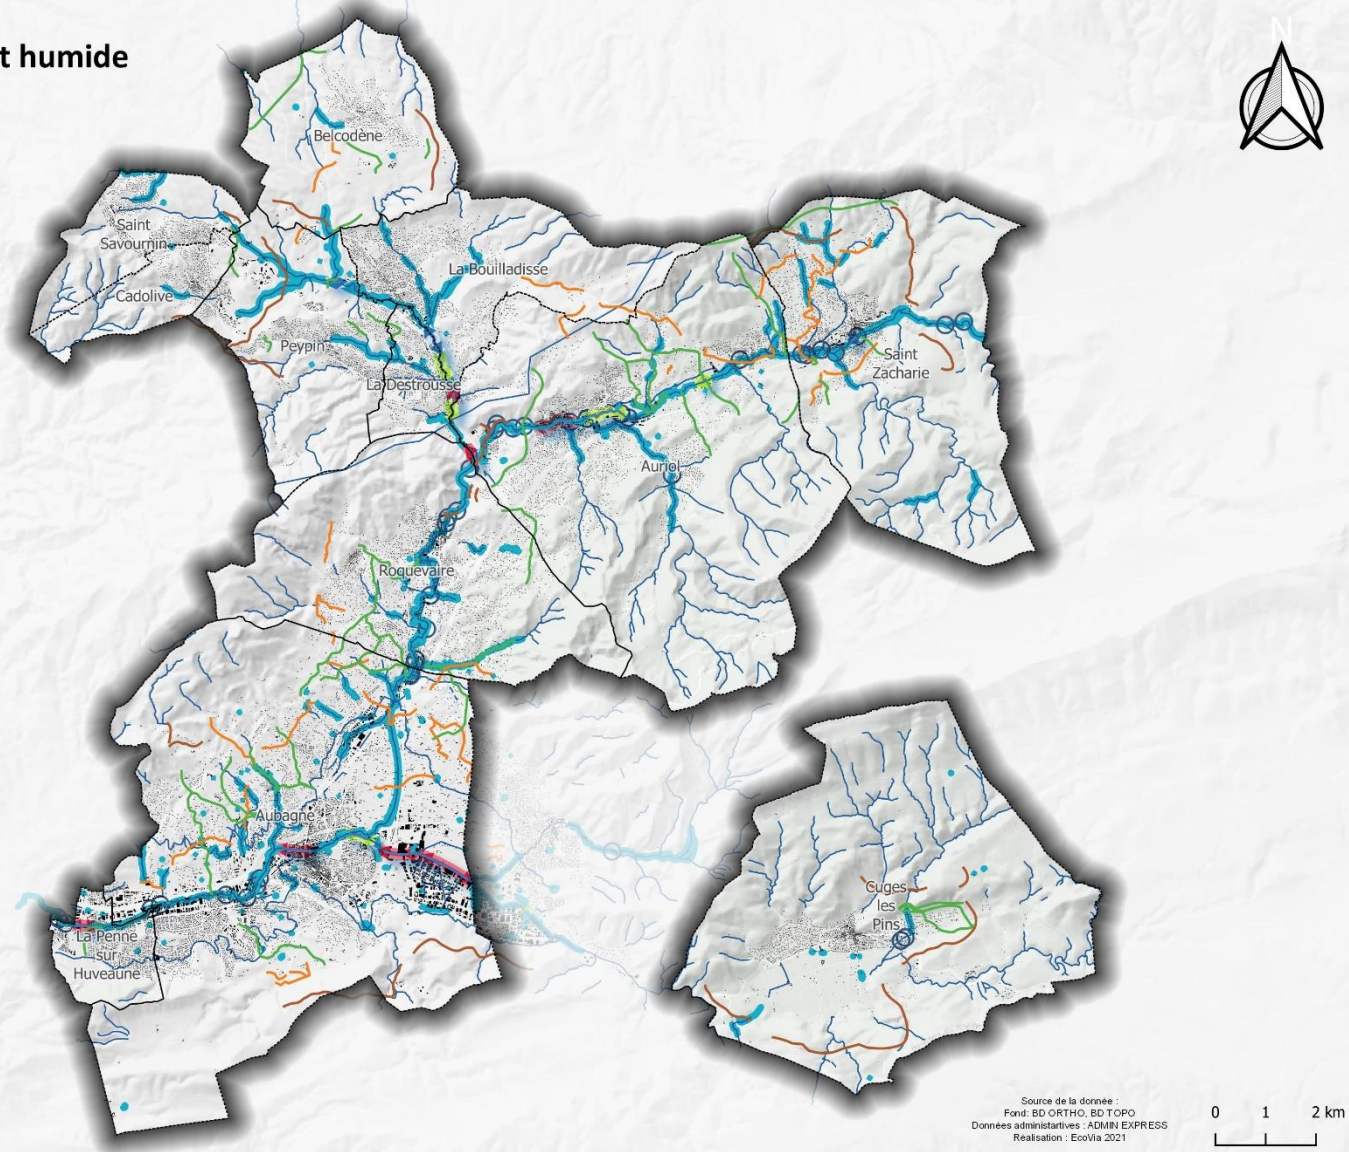 N
t humide
Belcodène
Saint
Savournin
La Bouilladisse
Cadolive
Peypin
La Destrousse
Saint
Zacharie
Auriol
Roquevaire
Aubagne
Cuges
les
Pins
La Penne
sur
Huveaune
Source de la donnée :
Fond: BD ORTHO, BD TOPO
Données administartives : ADMIN EXPRESS
Réalisation : EcoVia 2021
0 1 2 km